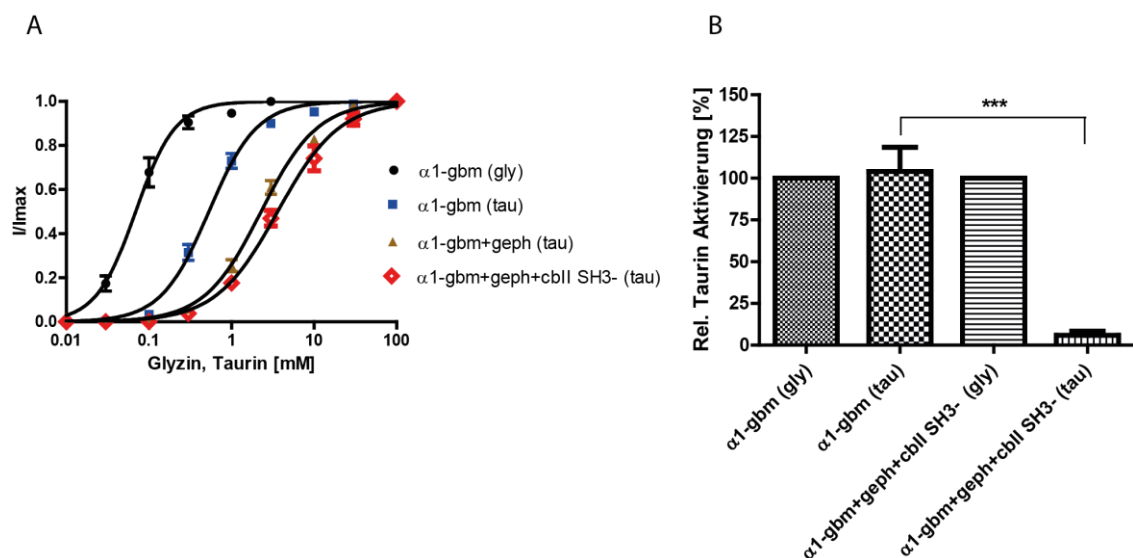 A
I/Imax
1.0
0.8
0.6
0.4
0.2
0.0
0.01
0.1
1
10
100
Glyzin, Taurin [mM]
α1-gbm (gly)
α1-gbm (tau)
α1-gbm+geph (tau)
α1-gbm+geph+cbII SH3- (tau)
B
Rel. Taurin Aktivierung [%]
150
125
100
75
50
25
0
***
α1-gbm (gly)
α1-gbm (tau)
α1-gbm+geph+cbII SH3- (gly)
α1-gbm+geph+cbII SH3- (tau)